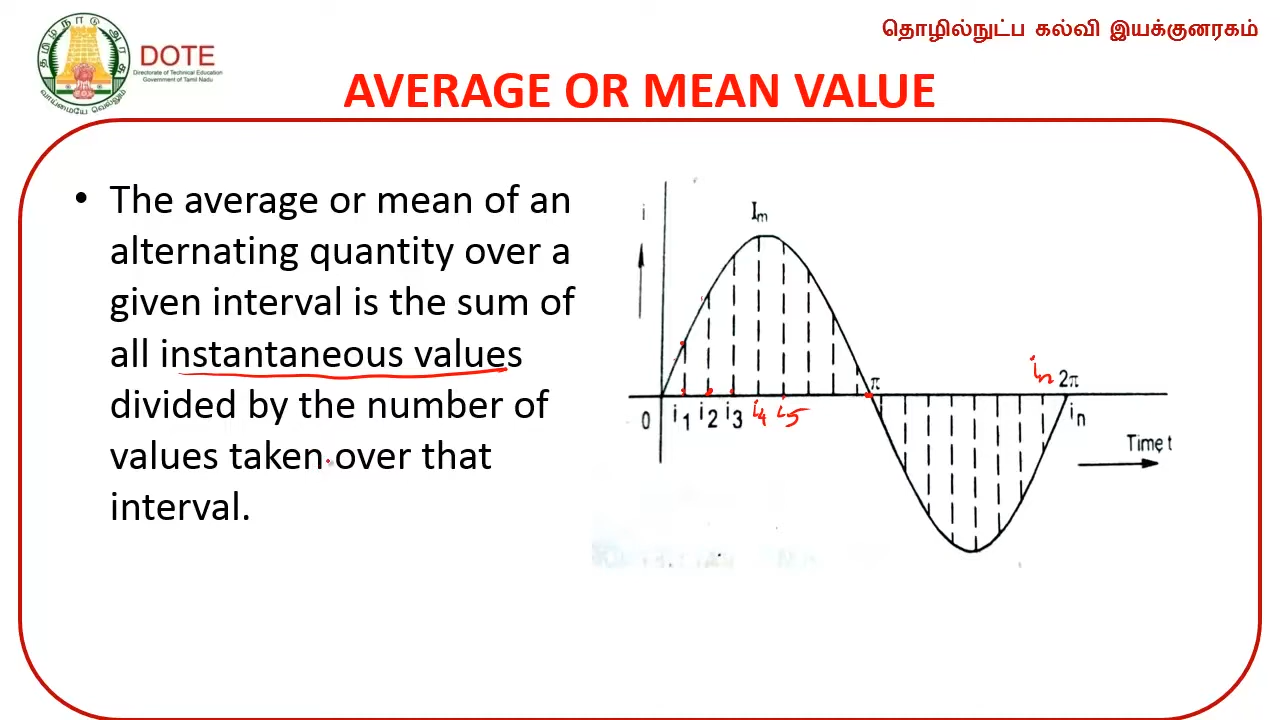 தமிழ்நாடு அரசு
வாய்மையே வெல்லும்
DOTE
Directorate of Technical Education
Government of Tamil Nadu
தொழில்நுட்ப கல்வி இயக்குனரகம்
AVERAGE OR MEAN VALUE
• The average or mean of an
alternating quantity over a
given interval is the sum of
all instantaneous values
divided by the number of
values taken over that
interval.
i
Im
in
π
2π
0
i1 i2 i3 i4 i5
in
Time t